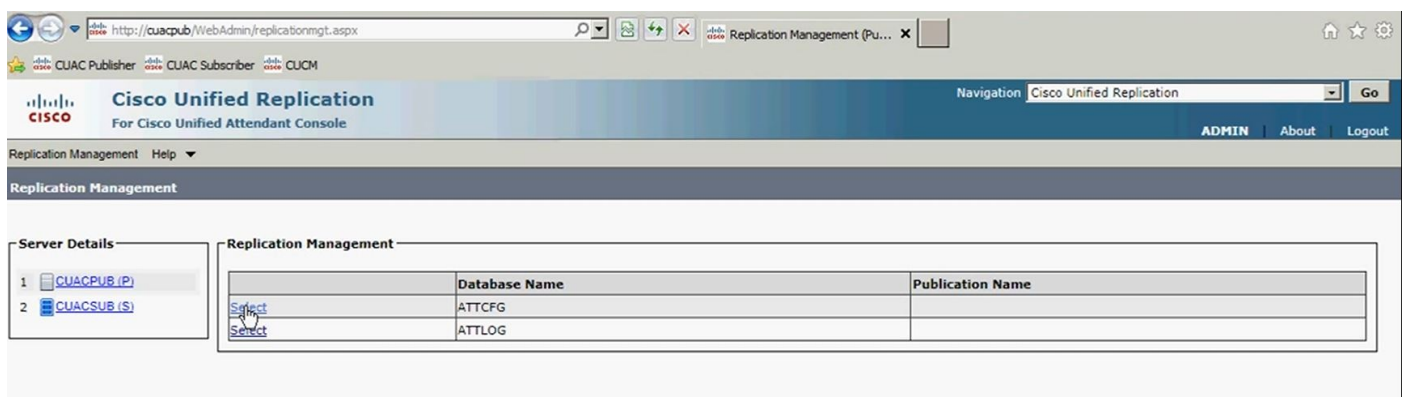 http://cuacpub/WebAdmin/replicationmgt.aspx
Replication Management (Pu...
CUAC Publisher CUAC Subscriber CUCM
CISCO
Cisco Unified Replication
For Cisco Unified Attendant Console
Navigation Cisco Unified Replication Go
ADMIN | About | Logout
Replication Management Help
Replication Management
Server Details
1 CUACPUB (P)
2 CUACSUB (S)
Replication Management
Database Name Publication Name
Select ATTCFG
Select ATTLOG